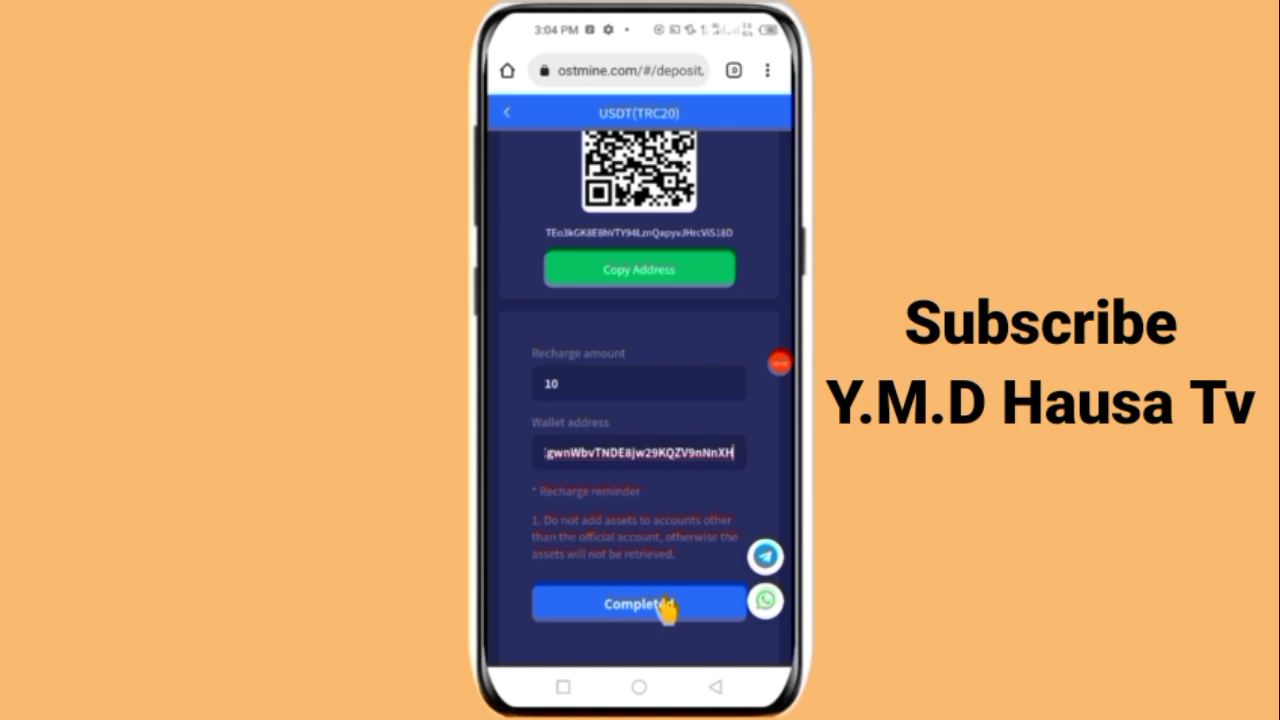 3:04 PM
ostmine.com/#/deposit
USDT(TRC20)
Copy Address
Recharge amount
10
Wallet address
gwnWbvTNDE8jw29KQZV9nNnXH
* Recharge reminder
1. Do not add assets to accounts other
than the official account, otherwise the
assets will not be retrieved.
Completed
Subscribe
Y.M.D Hausa Tv